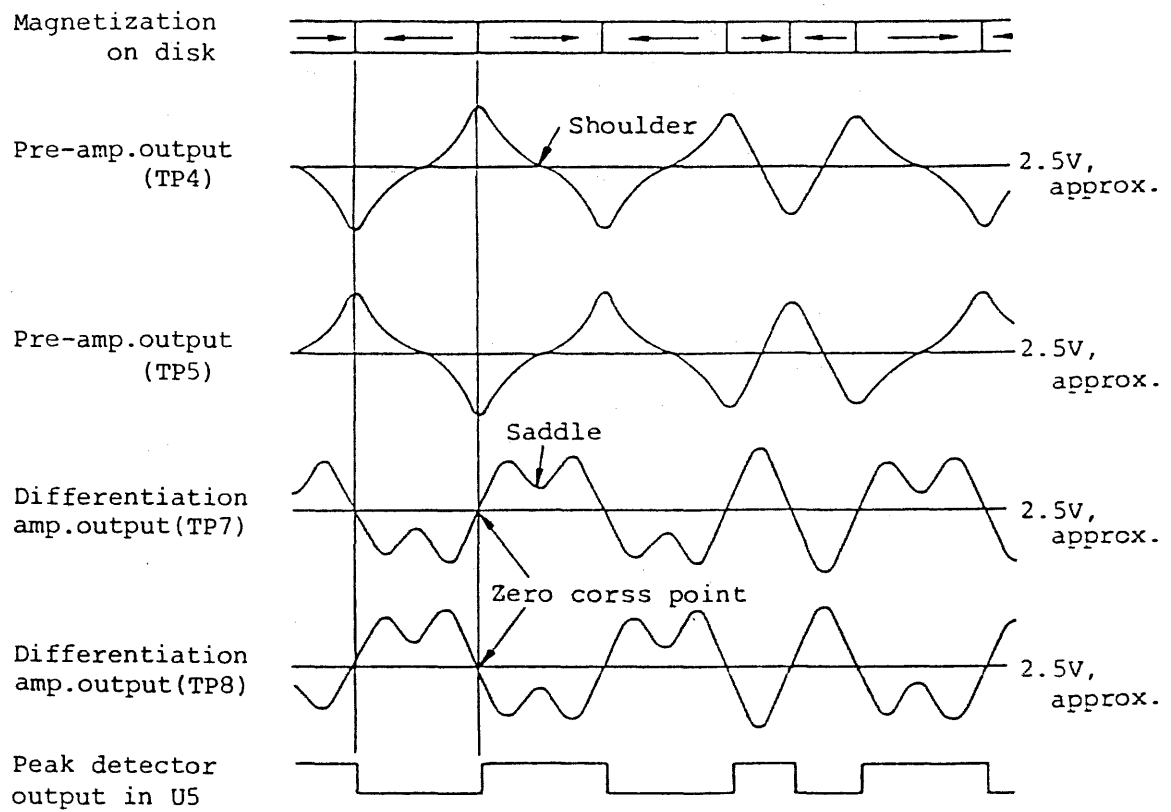 Magnetization
on disk
Shoulder
Pre-amp.output
(TP4)
2.5V,
approx.
Pre-amp.output
(TP5)
2.5V,
approx.
Saddle
Differentiation
amp.output(TP7)
2.5V,
approx.
Zero corss point
Differentiation
amp.output(TP8)
2.5V,
approx.
Peak detector
output in U5